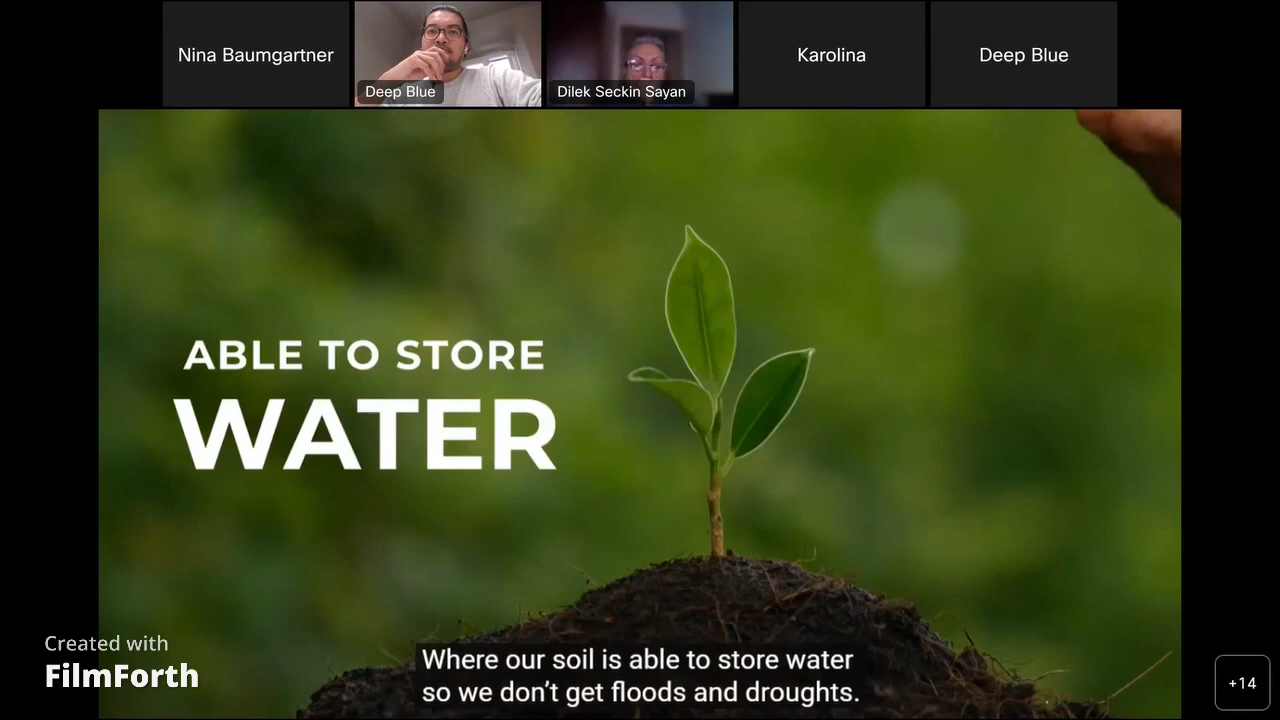 Nina Baumgartner
Deep Blue
Dilek Seckin Sayan
Karolina
Deep Blue
ABLE TO STORE
WATER
Where our soil is able to store water
so we don't get floods and droughts.
Created with
FilmForth
+14